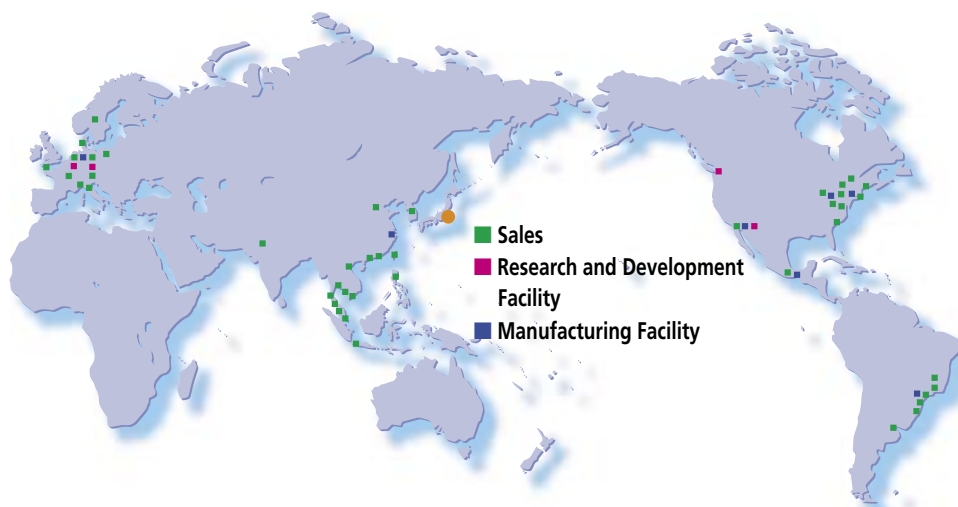 Sales
Research and Development
Facility
Manufacturing Facility